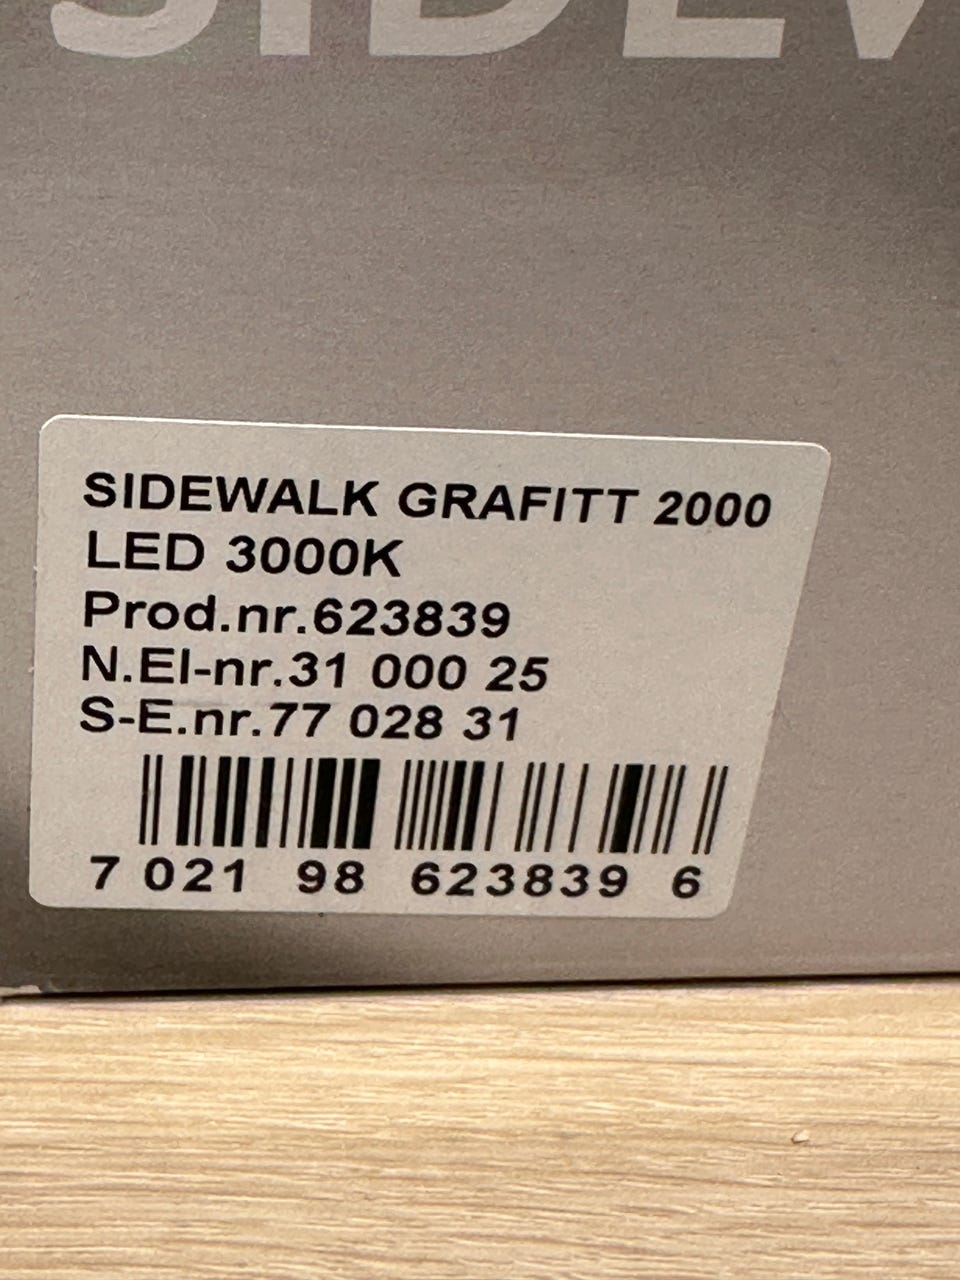 SIDEW
SIDEWALK GRAFITT 2000
LED 3000K
Prod.nr.623839
N.El-nr.31 000 25
S-E.nr.77 028 31
7 021 98 623839 6